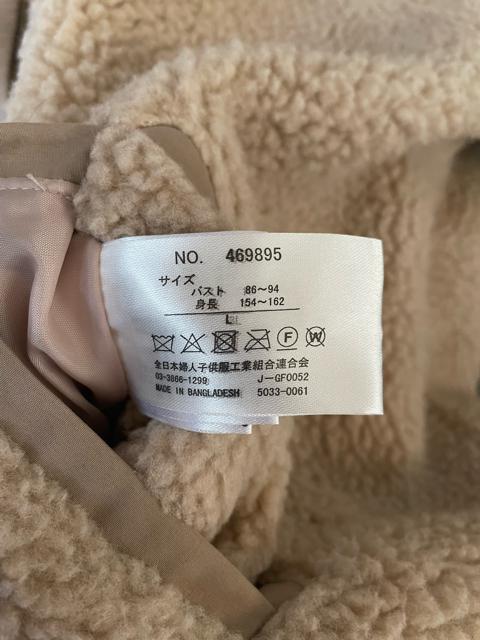 NO. 469895
サイズ
バスト 86〜94
身長 154〜162
L
F W
全日本婦人子供服工業組合連合会
03-3866-1299 J-GF0052
MADE IN BANGLADESH 5033-0061